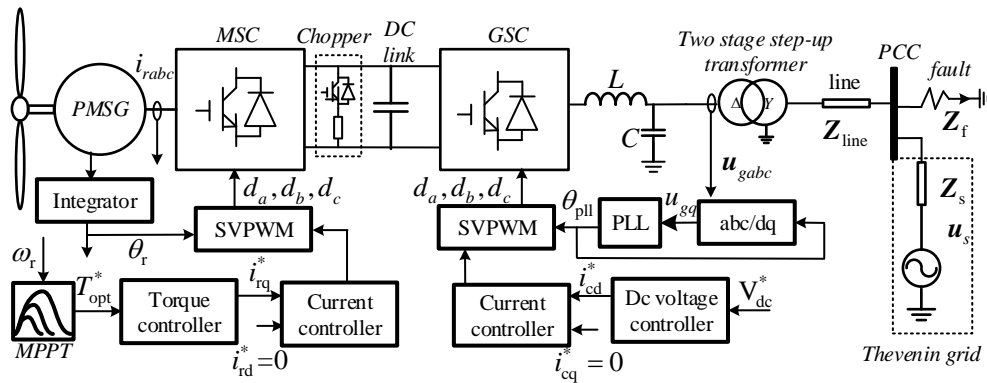 MSC
Chopper
DC
link
GSC
Two stage step-up
transformer
PCC
i_rabc
PMSG
L
C
Δ
Y
line
Z_line
fault
Z_f
u_gabc
Integrator
d_a, d_b, d_c
d_a, d_b, d_c
θ_pll
u_gq
Z_s
u_s
SVPWM
SVPWM
PLL
abc/dq
θ_r
ω_r
T*_opt
i*_rq
i*_cd
V*_dc
Torque
controller
Current
controller
Current
controller
Dc voltage
controller
MPPT
i*_rd=0
i*_cq = 0
Thevenin grid